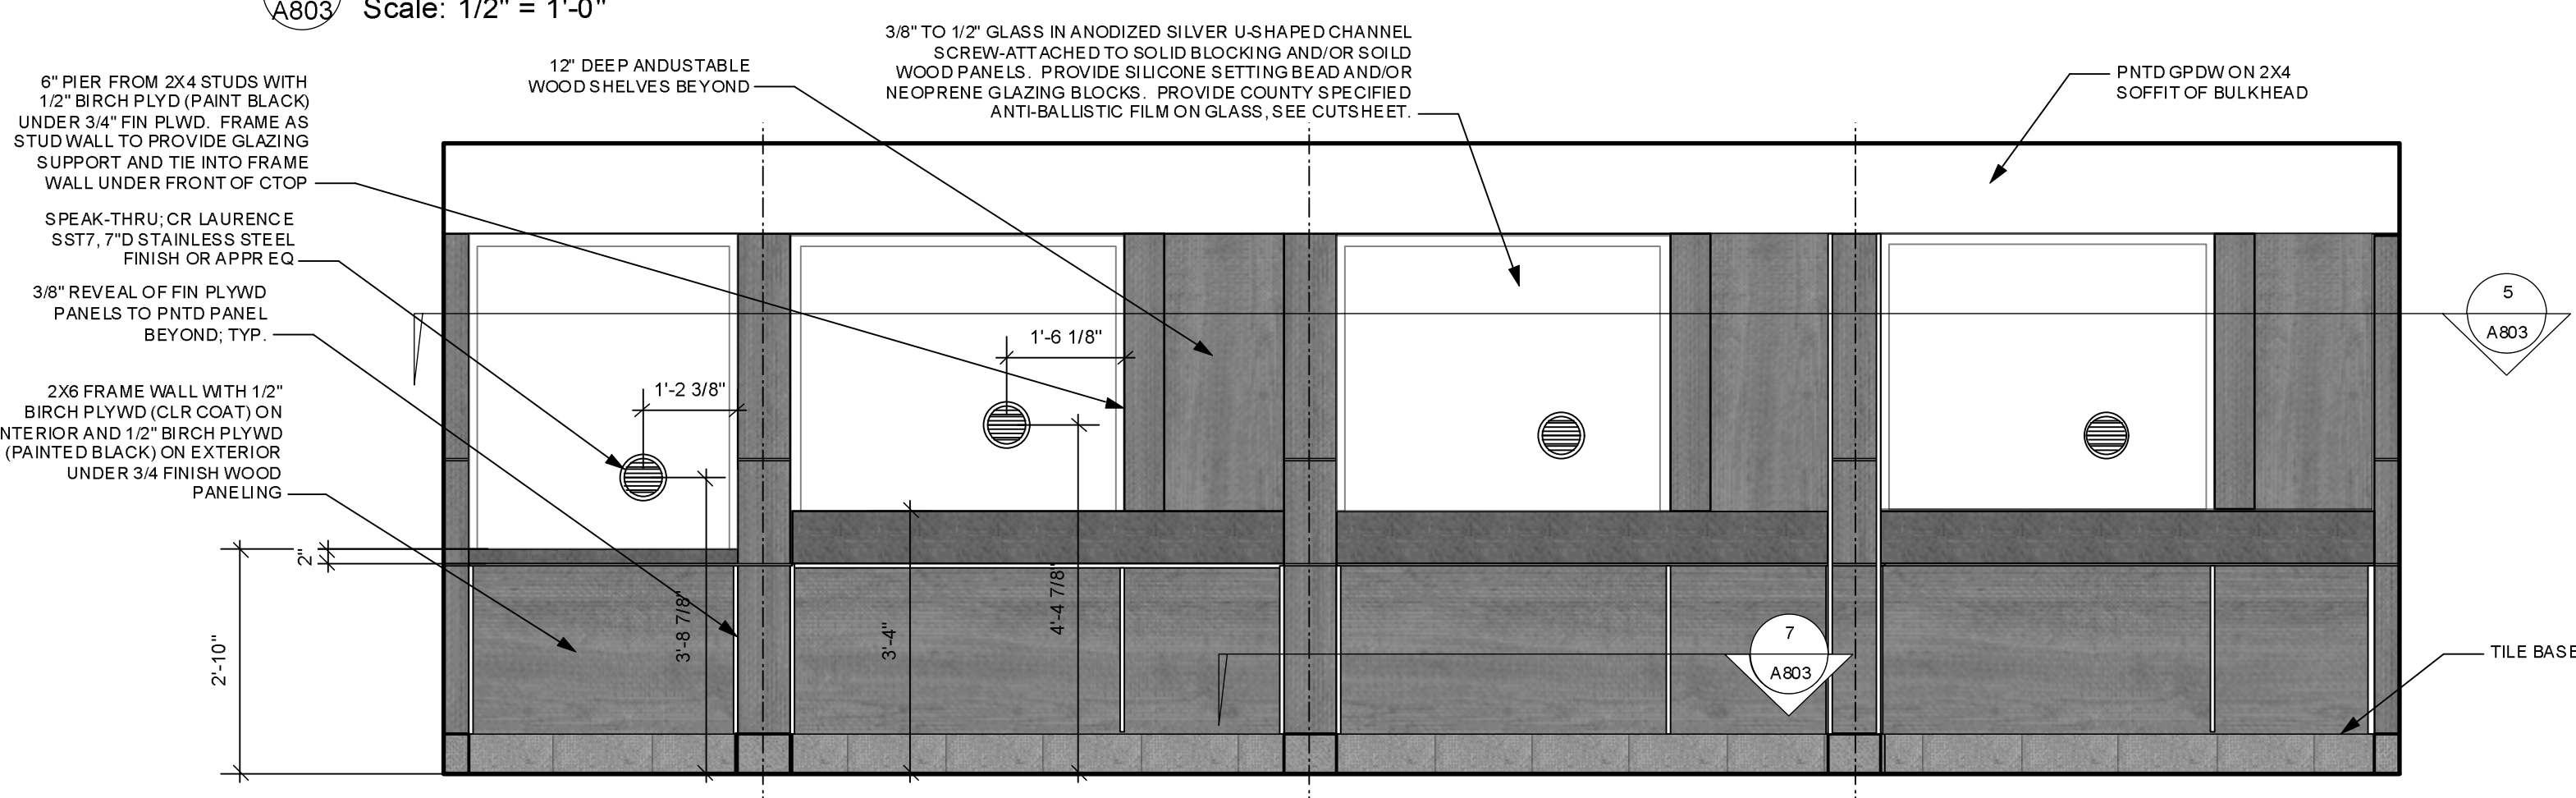 A803 Scale: 1/2" = 1'-0"
6" PIER FROM 2X4 STUDS WITH
1/2" BIRCH PLYD (PAINT BLACK)
UNDER 3/4" FIN PLWD. FRAME AS
STUD WALL TO PROVIDE GLAZING
SUPPORT AND TIE INTO FRAME
WALL UNDER FRONT OF CTOP
12" DEEP ANDUSTABLE
WOOD SHELVES BEYOND
3/8" TO 1/2" GLASS IN ANODIZED SILVER U-SHAPED CHANNEL
SCREW-ATTACHED TO SOLID BLOCKING AND/OR SOILD
WOOD PANELS. PROVIDE SILICONE SETTING BEAD AND/OR
NEOPRENE GLAZING BLOCKS. PROVIDE COUNTY SPECIFIED
ANTI-BALLISTIC FILM ON GLASS, SEE CUTSHEET.
PNTD GPDW ON 2X4
SOFFIT OF BULKHEAD
SPEAK-THRU; CR LAURENCE
SST7, 7"D STAINLESS STEEL
FINISH OR APPR EQ
3/8" REVEAL OF FIN PLYWD
PANELS TO PNTD PANEL
BEYOND; TYP.
2X6 FRAME WALL WITH 1/2"
BIRCH PLYWD (CLR COAT) ON
NTERIOR AND 1/2" BIRCH PLYWD
(PAINTED BLACK) ON EXTERIOR
UNDER 3/4 FINISH WOOD
PANELING
1'-2 3/8"
1'-6 1/8"
5
A803
2"
2'-10"
3'-8 7/8"
3'-4"
4'-4 7/8"
7
A803
TILE BASE